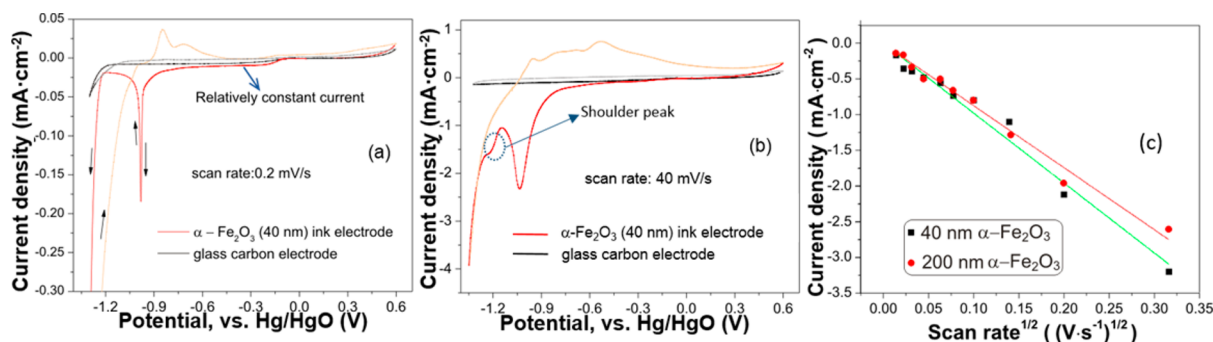 0.05
0.00
-0.05
-0.10
-0.15
-0.20
-0.25
-0.30
Current density (mA·cm⁻²)
Relatively constant current
(a)
scan rate:0.2 mV/s
α – Fe₂O₃ (40 nm) ink electrode
glass carbon electrode
-1.2 -0.9 -0.6 -0.3 0.0 0.3 0.6
Potential, vs. Hg/HgO (V)
1
0
-1
-2
-3
-4
Current density (mA·cm⁻²)
Shoulder peak
(b)
scan rate: 40 mV/s
α-Fe₂O₃ (40 nm) ink electrode
glass carbon electrode
-1.2 -0.9 -0.6 -0.3 0.0 0.3 0.6
Potential, vs. Hg/HgO (V)
0.0
-0.5
-1.0
-1.5
-2.0
-2.5
-3.0
-3.5
Current density (mA·cm⁻²)
(c)
40 nm α–Fe₂O₃
200 nm α–Fe₂O₃
0.00 0.05 0.10 0.15 0.20 0.25 0.30 0.35
Scan rate¹ᐟ² ( (V·s⁻¹)¹ᐟ²)